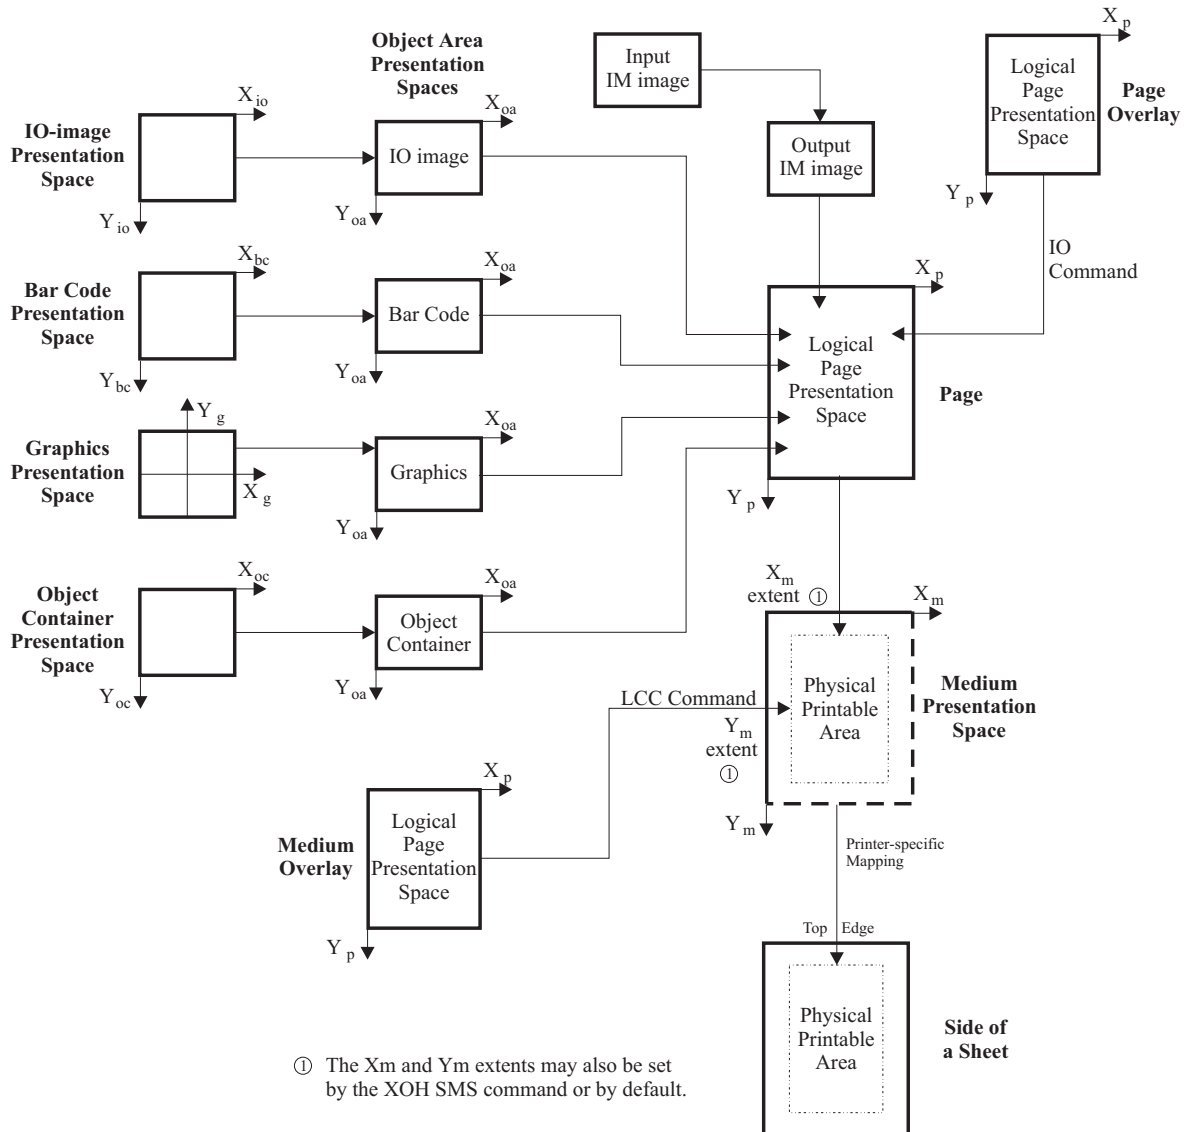 Object Area
Presentation
Spaces
Input
IM image
X p
Logical
Page
Presentation
Space
Page
Overlay
Y p
IO-image
Presentation
Space
X io
Y io
X oa
IO image
Y oa
Output
IM image
IO
Command
Bar Code
Presentation
Space
X bc
Y bc
X oa
Bar Code
Y oa
X p
Logical
Page
Presentation
Space
Page
Y p
Graphics
Presentation
Space
Y g
X g
X oa
Graphics
Y oa
Object
Container
Presentation
Space
X oc
Y oc
X oa
Object
Container
Y oa
X m
extent ①
X m
Physical
Printable
Area
Medium
Presentation
Space
LCC Command
Y m
extent
①
Y m
Medium
Overlay
X p
Logical
Page
Presentation
Space
Y p
Printer-specific
Mapping
Top Edge
Physical
Printable
Area
Side of
a Sheet
① The Xm and Ym extents may also be set
by the XOH SMS command or by default.